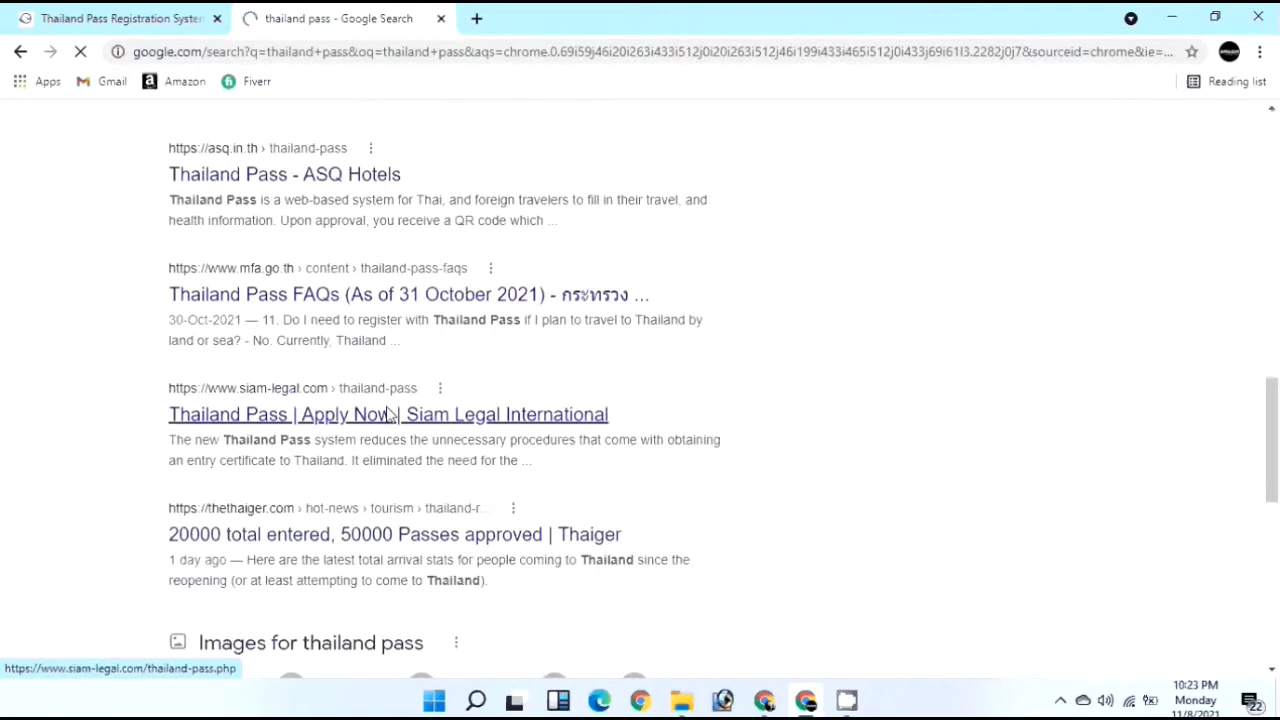 Thailand Pass Registration System
thailand pass - Google Search
google.com/search?q=thailand+pass&oq=thailand+pass&aqs=chrome.0.69i59j46i20i263i433i512j0i20i263i512j46i199i433i465i512j0i433j69i61l3.2282j0j7&sourceid=chrome&ie=...
Apps Gmail Amazon Fiverr Reading list
https://asq.in.th › thailand-pass
Thailand Pass - ASQ Hotels
Thailand Pass is a web-based system for Thai, and foreign travelers to fill in their travel, and
health information. Upon approval, you receive a QR code which ...
https://www.mfa.go.th › content › thailand-pass-faqs
Thailand Pass FAQs (As of 31 October 2021) - กระทรวง ...
30-Oct-2021 — 11. Do I need to register with Thailand Pass if I plan to travel to Thailand by
land or sea? - No. Currently, Thailand ...
https://www.siam-legal.com › thailand-pass
Thailand Pass | Apply Now | Siam Legal International
The new Thailand Pass system reduces the unnecessary procedures that come with obtaining
an entry certificate to Thailand. It eliminated the need for the ...
https://thethaiger.com › hot-news › tourism › thailand-r...
20000 total entered, 50000 Passes approved | Thaiger
1 day ago — Here are the latest total arrival stats for people coming to Thailand since the
reopening (or at least attempting to come to Thailand).
Images for thailand pass
https://www.siam-legal.com/thailand-pass.php
10:23 PM
Monday
11/8/2021
22